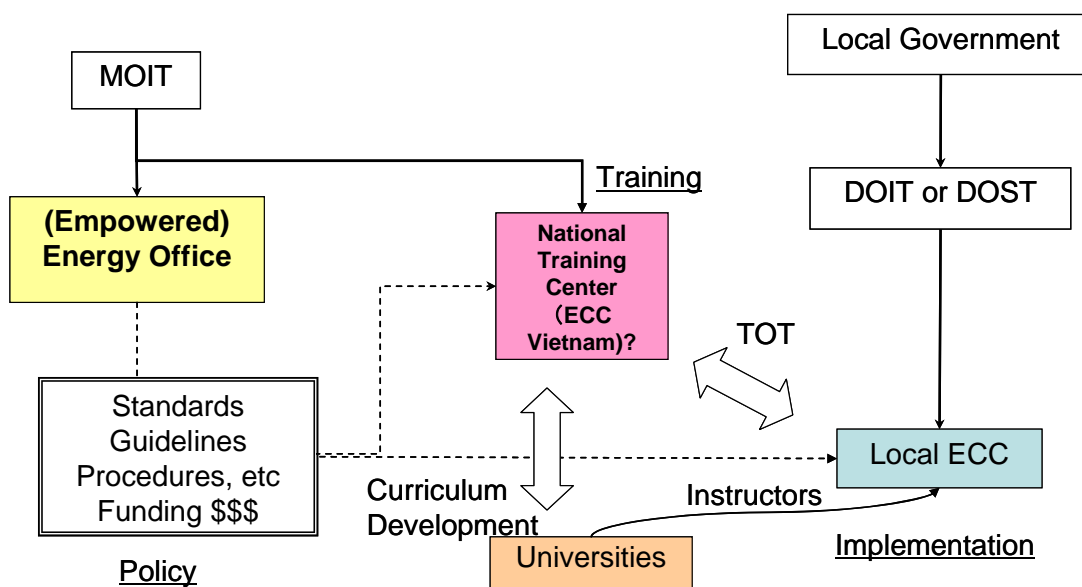 Local Government
MOIT
Training
DOIT or DOST
(Empowered)
Energy Office
National
Training
Center
（ECC
Vietnam)?
TOT
Standards
Guidelines
Procedures, etc
Funding $$$
Local ECC
Curriculum
Development
Instructors
Universities
Implementation
Policy